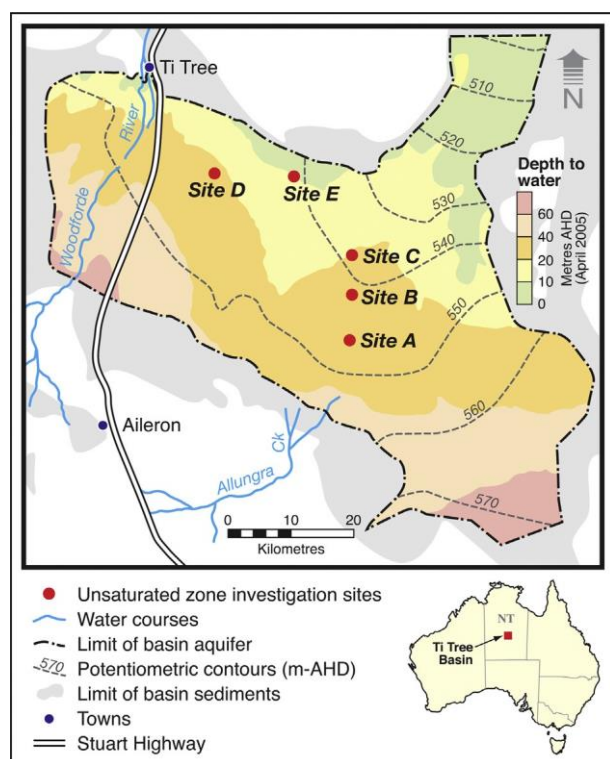 Ti Tree
River
Woodforde
Site D
Site E
Site C
Site B
Site A
510
520
530
540
550
560
570
N
Depth to
water
60
40
20
10
0
Metres AHD
(April 2005)
Aileron
Allungra
Ck
0 10 20
Kilometres
Unsaturated zone investigation sites
Water courses
Limit of basin aquifer
570 Potentiometric contours (m-AHD)
Limit of basin sediments
Towns
Stuart Highway
NT
Ti Tree
Basin